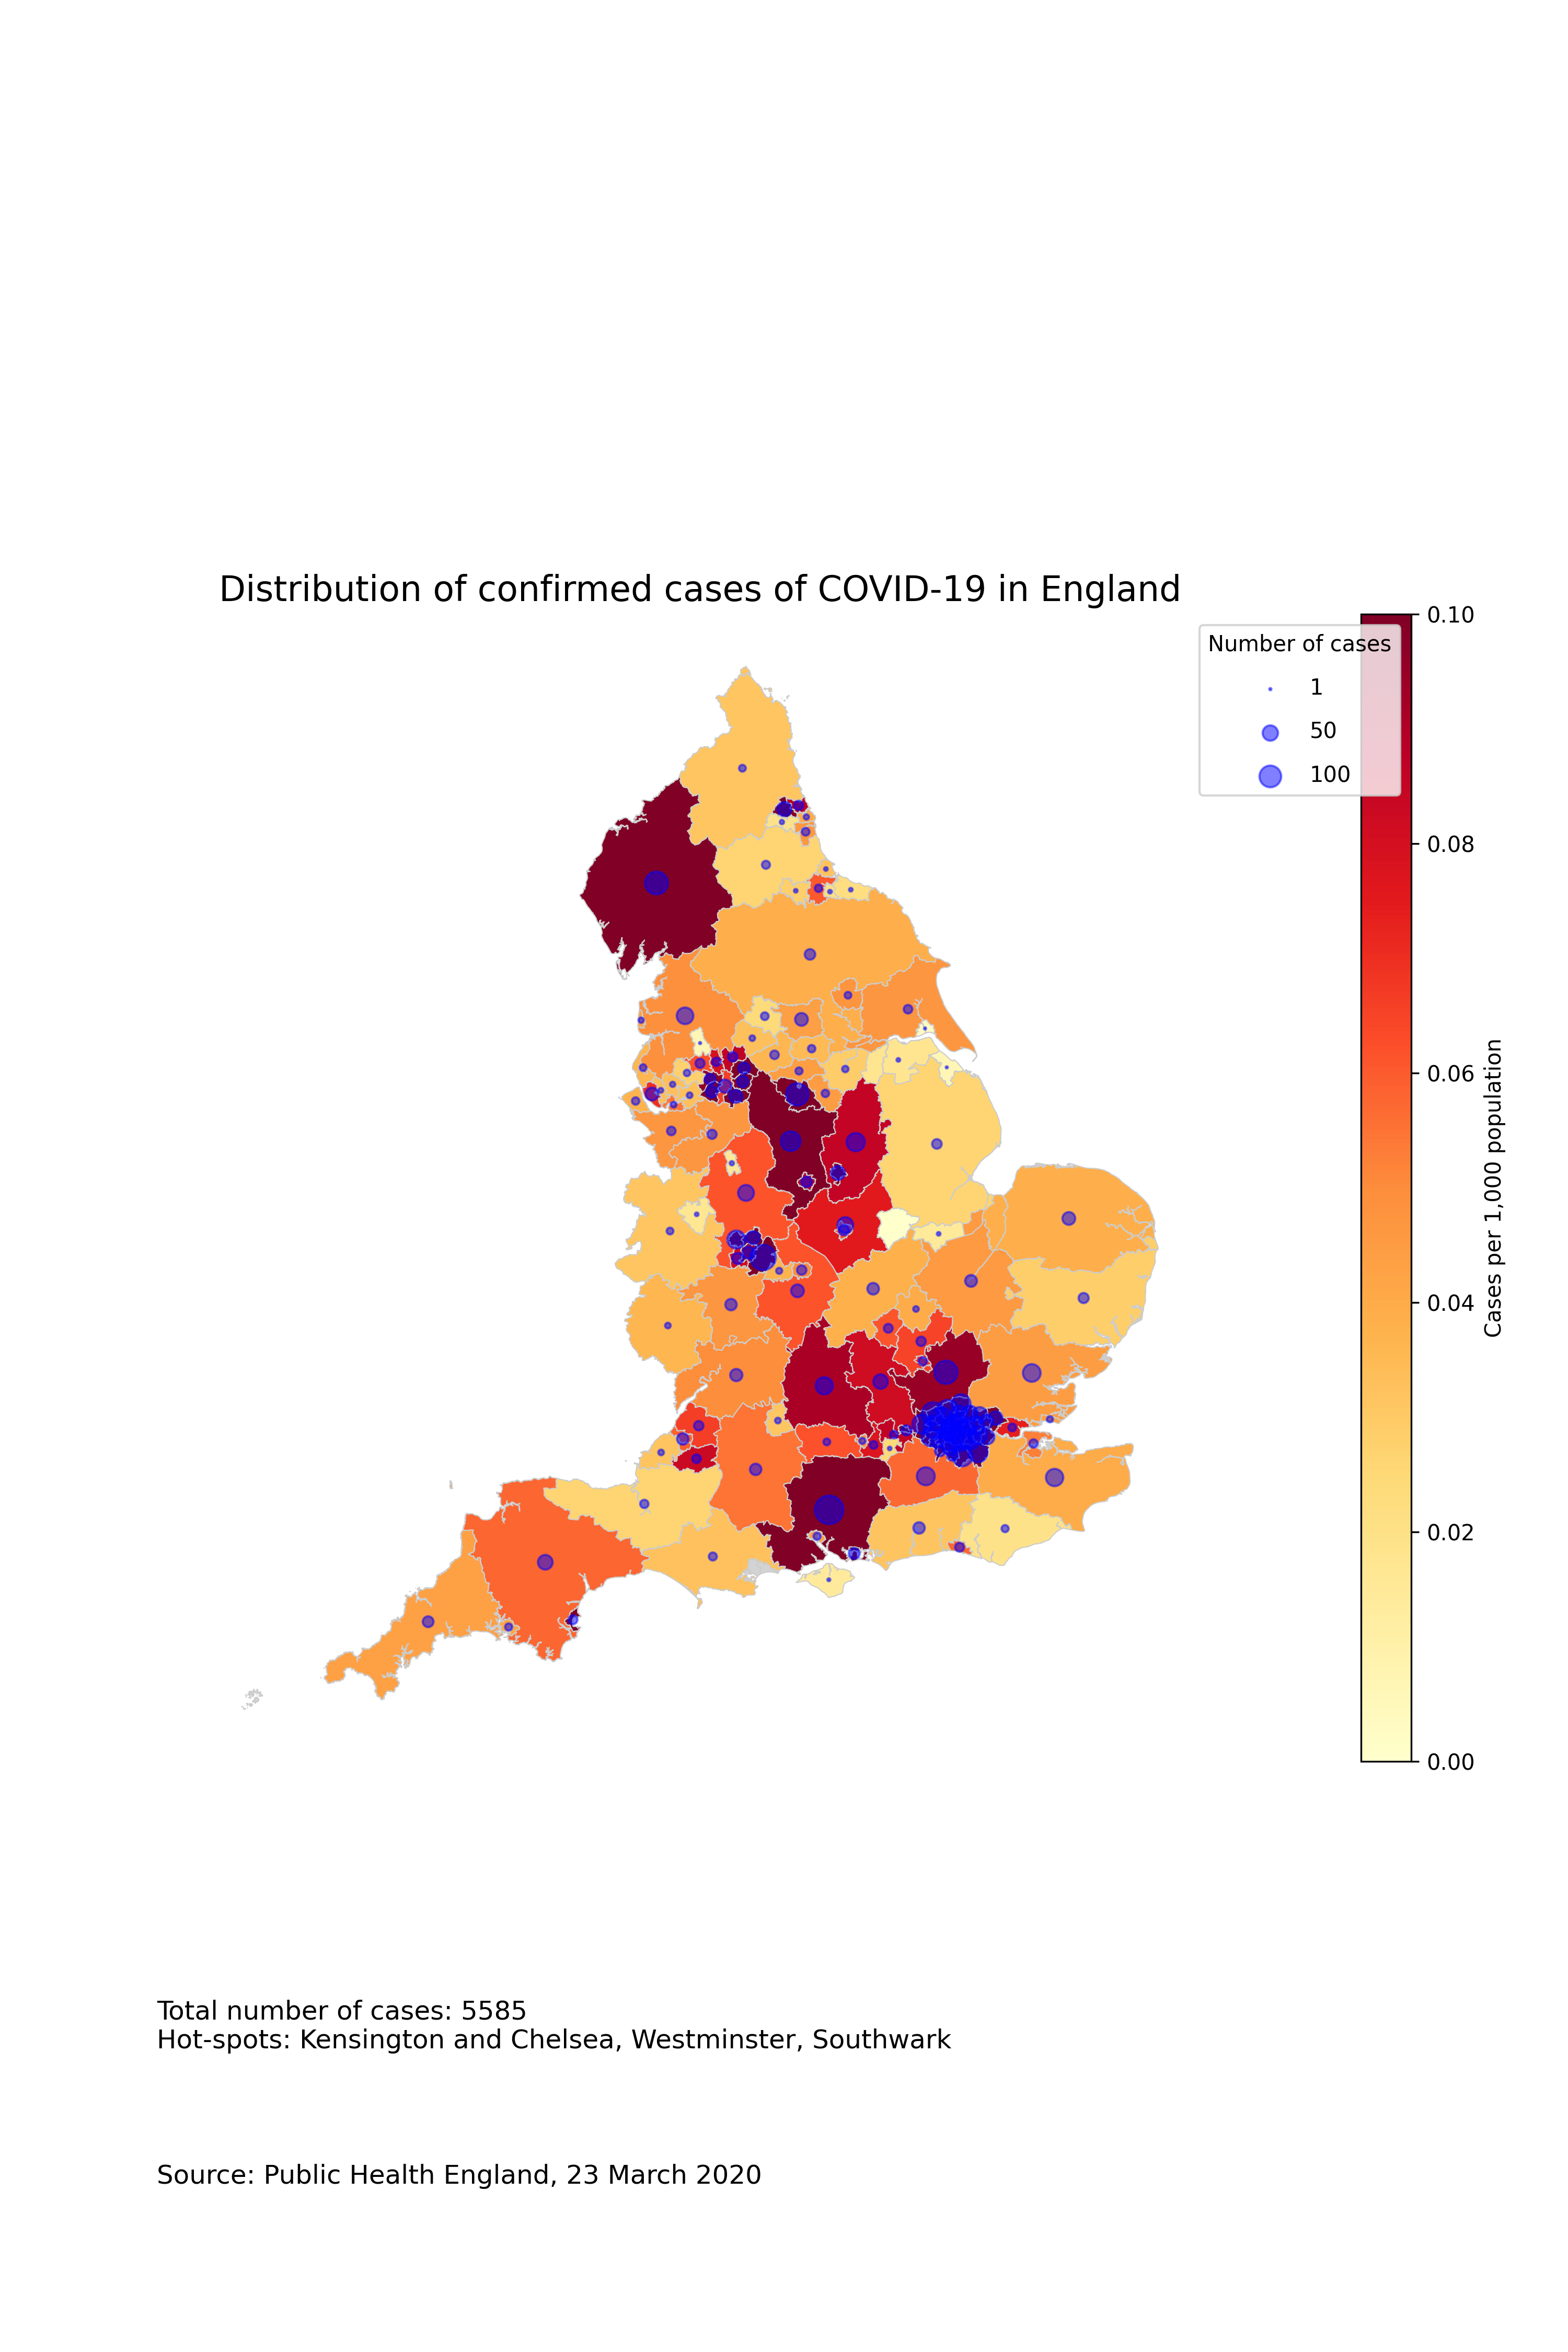 Distribution of confirmed cases of COVID-19 in England
Number of cases
1
50
100
0.10
0.08
0.06
0.04
0.02
0.00
Cases per 1,000 population
Total number of cases: 5585
Hot-spots: Kensington and Chelsea, Westminster, Southwark
Source: Public Health England, 23 March 2020